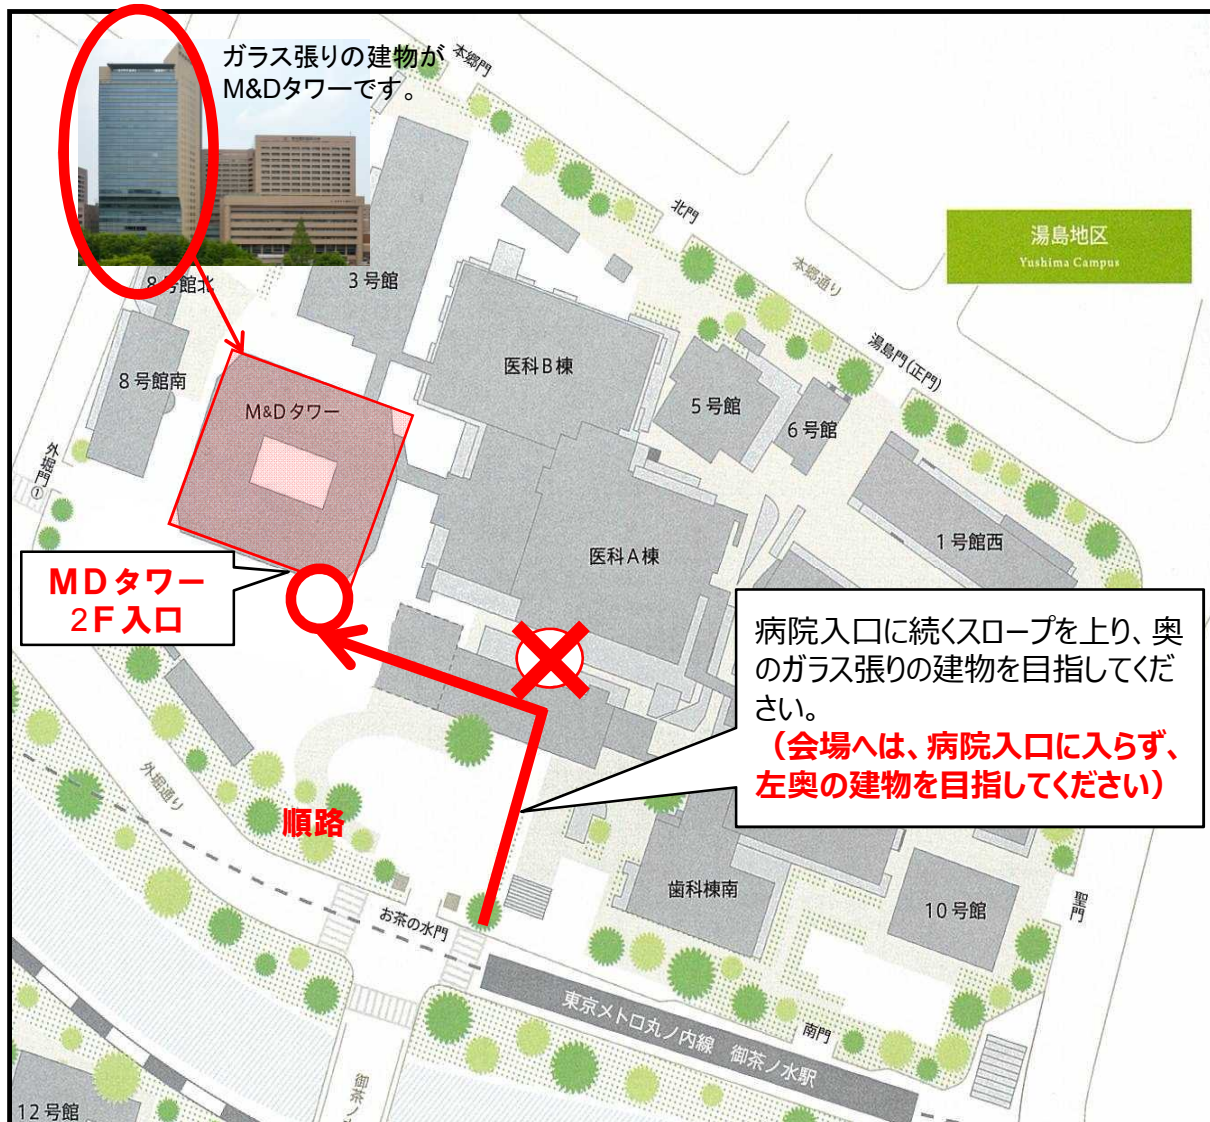 ガラス張りの建物が
M&Dタワーです。
本郷門
北門
本郷通り
湯島地区
Yushima Campus
湯島門(正門)
8号館北
3号館
8号館南
M&Dタワー
医科B棟
5号館
6号館
外堀門①
1号館西
医科A棟
MDタワー
2F入口
病院入口に続くスロープを上り、奥
のガラス張りの建物を目指してくだ
さい。
（会場へは、病院入口に入らず、
左奥の建物を目指してください）
外堀通り
順路
歯科棟南
10号館
聖門
お茶の水門
東京メトロ丸ノ内線 御茶ノ水駅
南門
御茶ノ
12号館